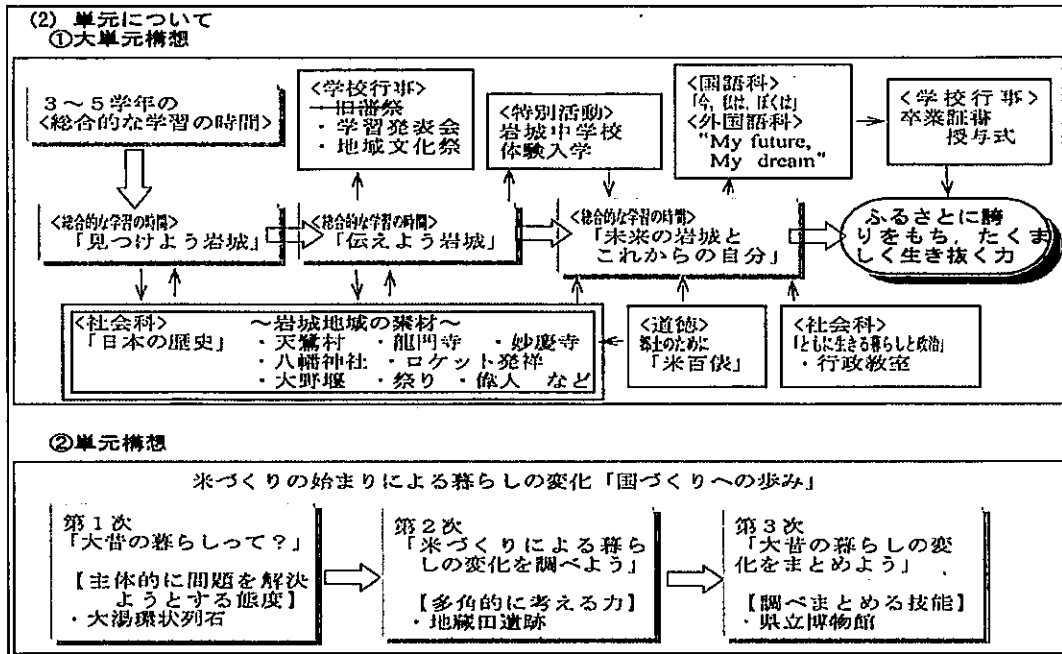 (2) 単元について
①大単元構想
3〜5学年の
<総合的な学習の時間>
<学校行事>
・旧藩祭
・学習発表会
・地域文化祭
<特別活動>
岩城中学校
体験入学
<国語科>
「今、私は、ぼくは」
<外国語科>
"My future,
My dream"
<学校行事>
卒業証書
授与式
<総合的な学習の時間>
「見つけよう岩城」
<総合的な学習の時間>
「伝えよう岩城」
<総合的な学習の時間>
「未来の岩城と
これからの自分」
ふるさとに誇
りをもち,たくま
しく生き抜く力
<社会科> 〜岩城地域の素材〜
「日本の歴史」 ・天鷺村 ・龍門寺 ・妙慶寺
・八幡神社 ・ロケット発祥
・大野堰 ・祭り ・偉人 など
<道徳>
郷土のために
「米百俵」
<社会科>
「ともに生きる暮らしと政治」
・行政教室
②単元構想
米づくりの始まりによる暮らしの変化「国づくりへの歩み」
第1次
「大昔の暮らしって?」
【主体的に問題を解決
ようとする態度】
・大湯環状列石
第2次
「米づくりによる暮ら
しの変化を調べよう」
【多角的に考える力】
・地蔵田遺跡
第3次
「大昔の暮らしの変
化をまとめよう」
【調べまとめる技能】
・県立博物館